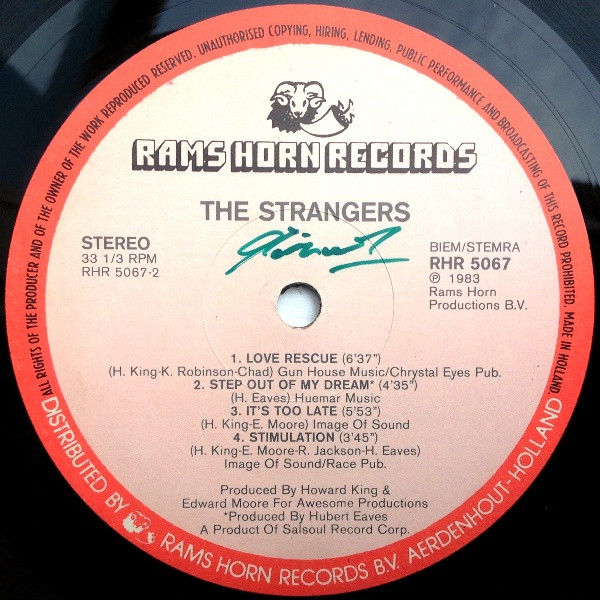 ALL RIGHTS OF THE PRODUCER AND OF THE OWNER OF THE WORK REPRODUCED RESERVED. UNAUTHORISED COPYING, HIRING, LENDING, PUBLIC PERFORMANCE AND BROADCASTING OF THIS RECORD PROHIBITED. MADE IN HOLLAND.
RAMS HORN RECORDS
THE STRANGERS
STEREO
33 1/3 RPM
RHR 5067-2
BIEM/STEMRA
RHR 5067
℗ 1983
Rams Horn
Productions B.V.
1. LOVE RESCUE (6'37")
(H. King-K. Robinson-Chad) Gun House Music/Chrystal Eyes Pub.
2. STEP OUT OF MY DREAM* (4'35")
(H. Eaves) Huemar Music
3. IT'S TOO LATE (5'53")
(H. King-E. Moore) Image Of Sound
4. STIMULATION (3'45")
(H. King-E. Moore-R. Jackson-H. Eaves)
Image Of Sound/Race Pub.
Produced By Howard King &
Edward Moore For Awesome Productions
*Produced By Hubert Eaves
A Product Of Salsoul Record Corp.
DISTRIBUTED BY RAMS HORN RECORDS B.V. AERDENHOUT-HOLLAND